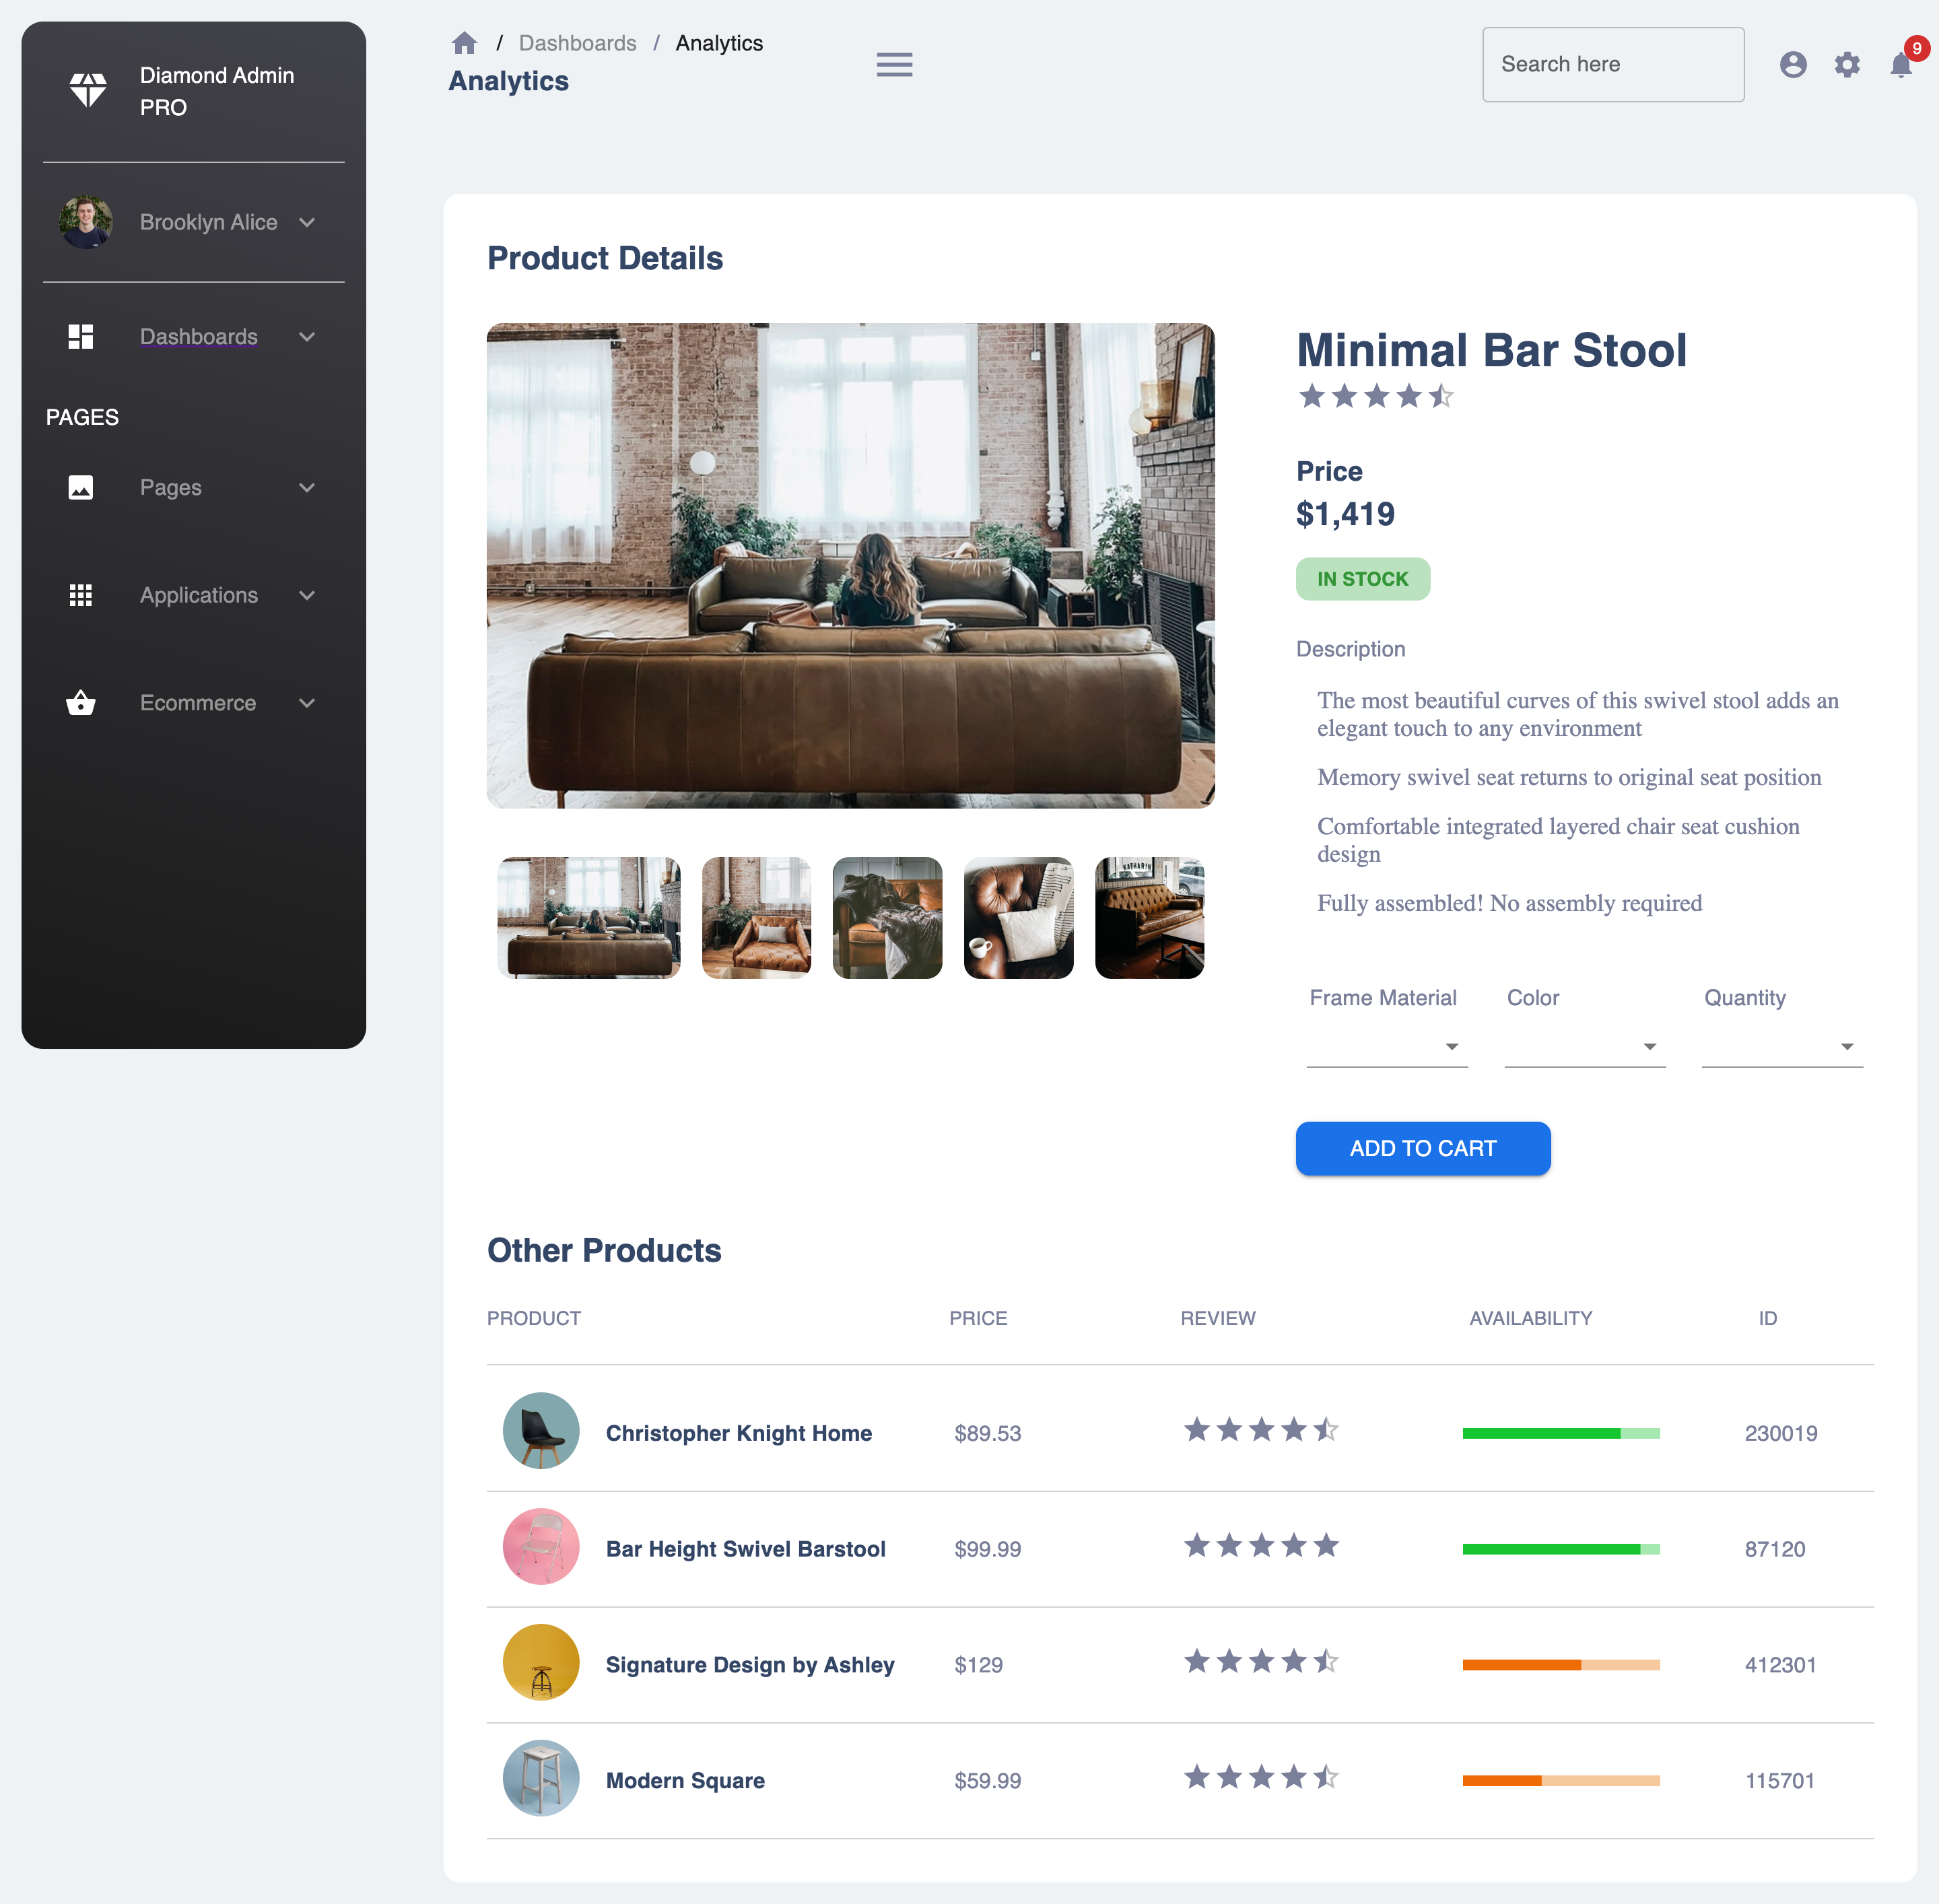 Diamond Admin
PRO
Brooklyn Alice
Dashboards
PAGES
Pages
Applications
Ecommerce
/ Dashboards / Analytics
Analytics
Search here
9
Product Details
Minimal Bar Stool
Price
$1,419
IN STOCK
Description
The most beautiful curves of this swivel stool adds an
elegant touch to any environment
Memory swivel seat returns to original seat position
Comfortable integrated layered chair seat cushion
design
Fully assembled! No assembly required
Frame Material Color Quantity
ADD TO CART
Other Products
PRODUCT PRICE REVIEW AVAILABILITY ID
Christopher Knight Home $89.53 230019
Bar Height Swivel Barstool $99.99 87120
Signature Design by Ashley $129 412301
Modern Square $59.99 115701